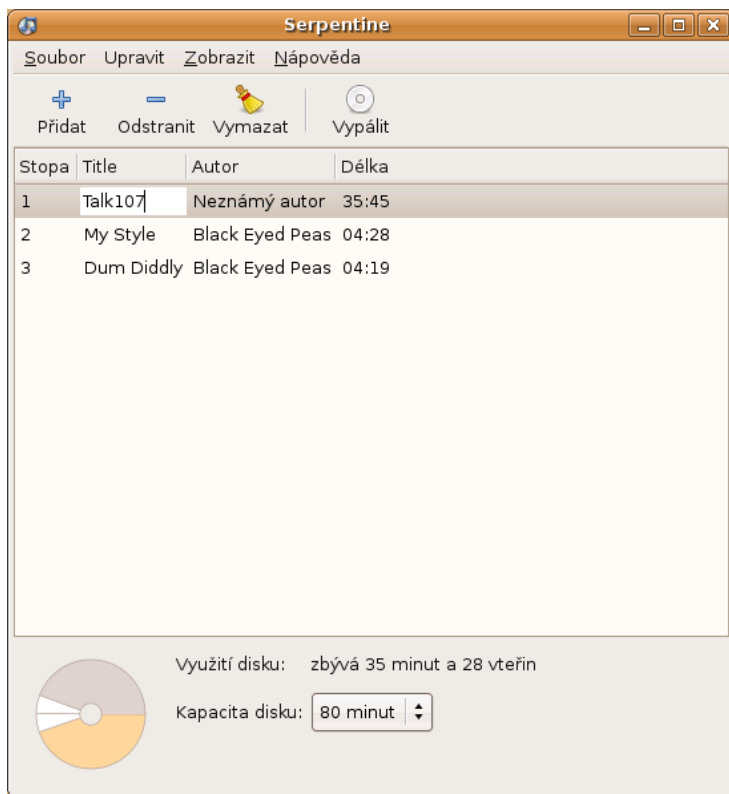 Serpentine
Soubor Upravit Zobrazit Nápověda
Přidat Odstranit Vymazat Vypálit
Stopa Title Autor Délka
1 Talk107 Neznámý autor 35:45
2 My Style Black Eyed Peas 04:28
3 Dum Diddly Black Eyed Peas 04:19
Využití disku: zbývá 35 minut a 28 vteřin
Kapacita disku: 80 minut